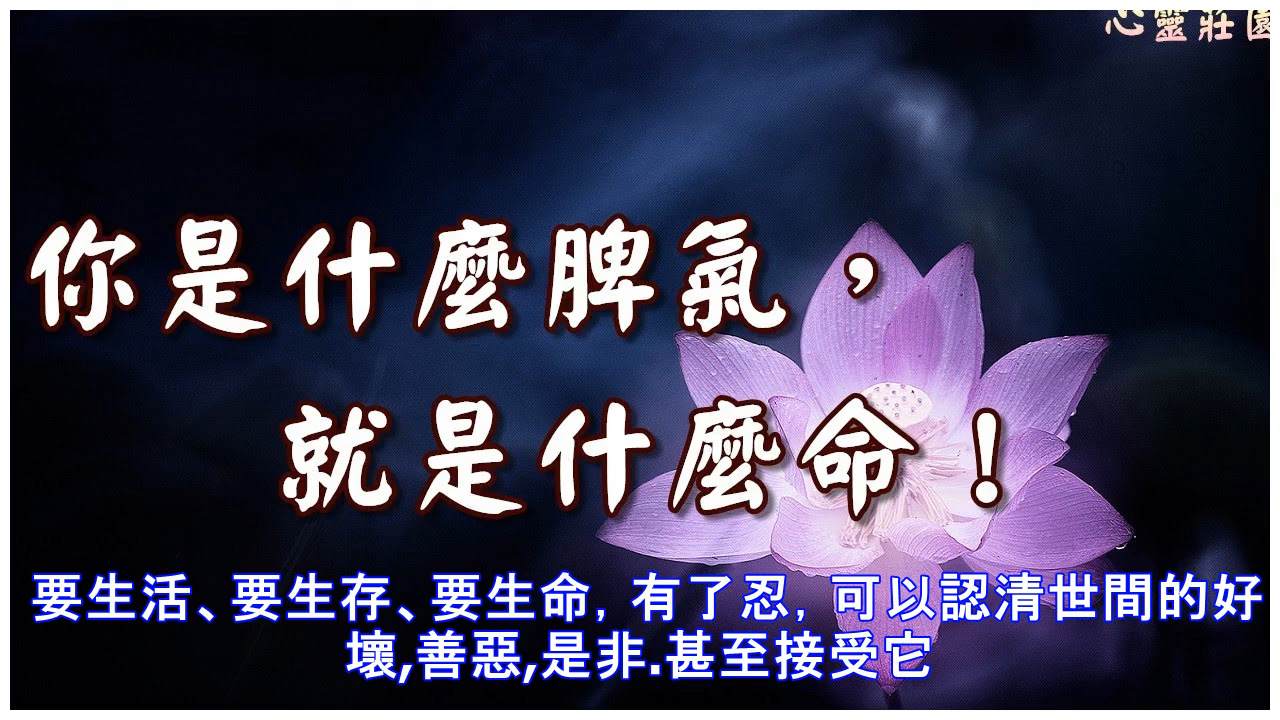 心靈莊園
你是什麼脾氣，
就是什麼命！
要生活、要生存、要生命, 有了忍, 可以認清世間的好
壞,善惡,是非.甚至接受它